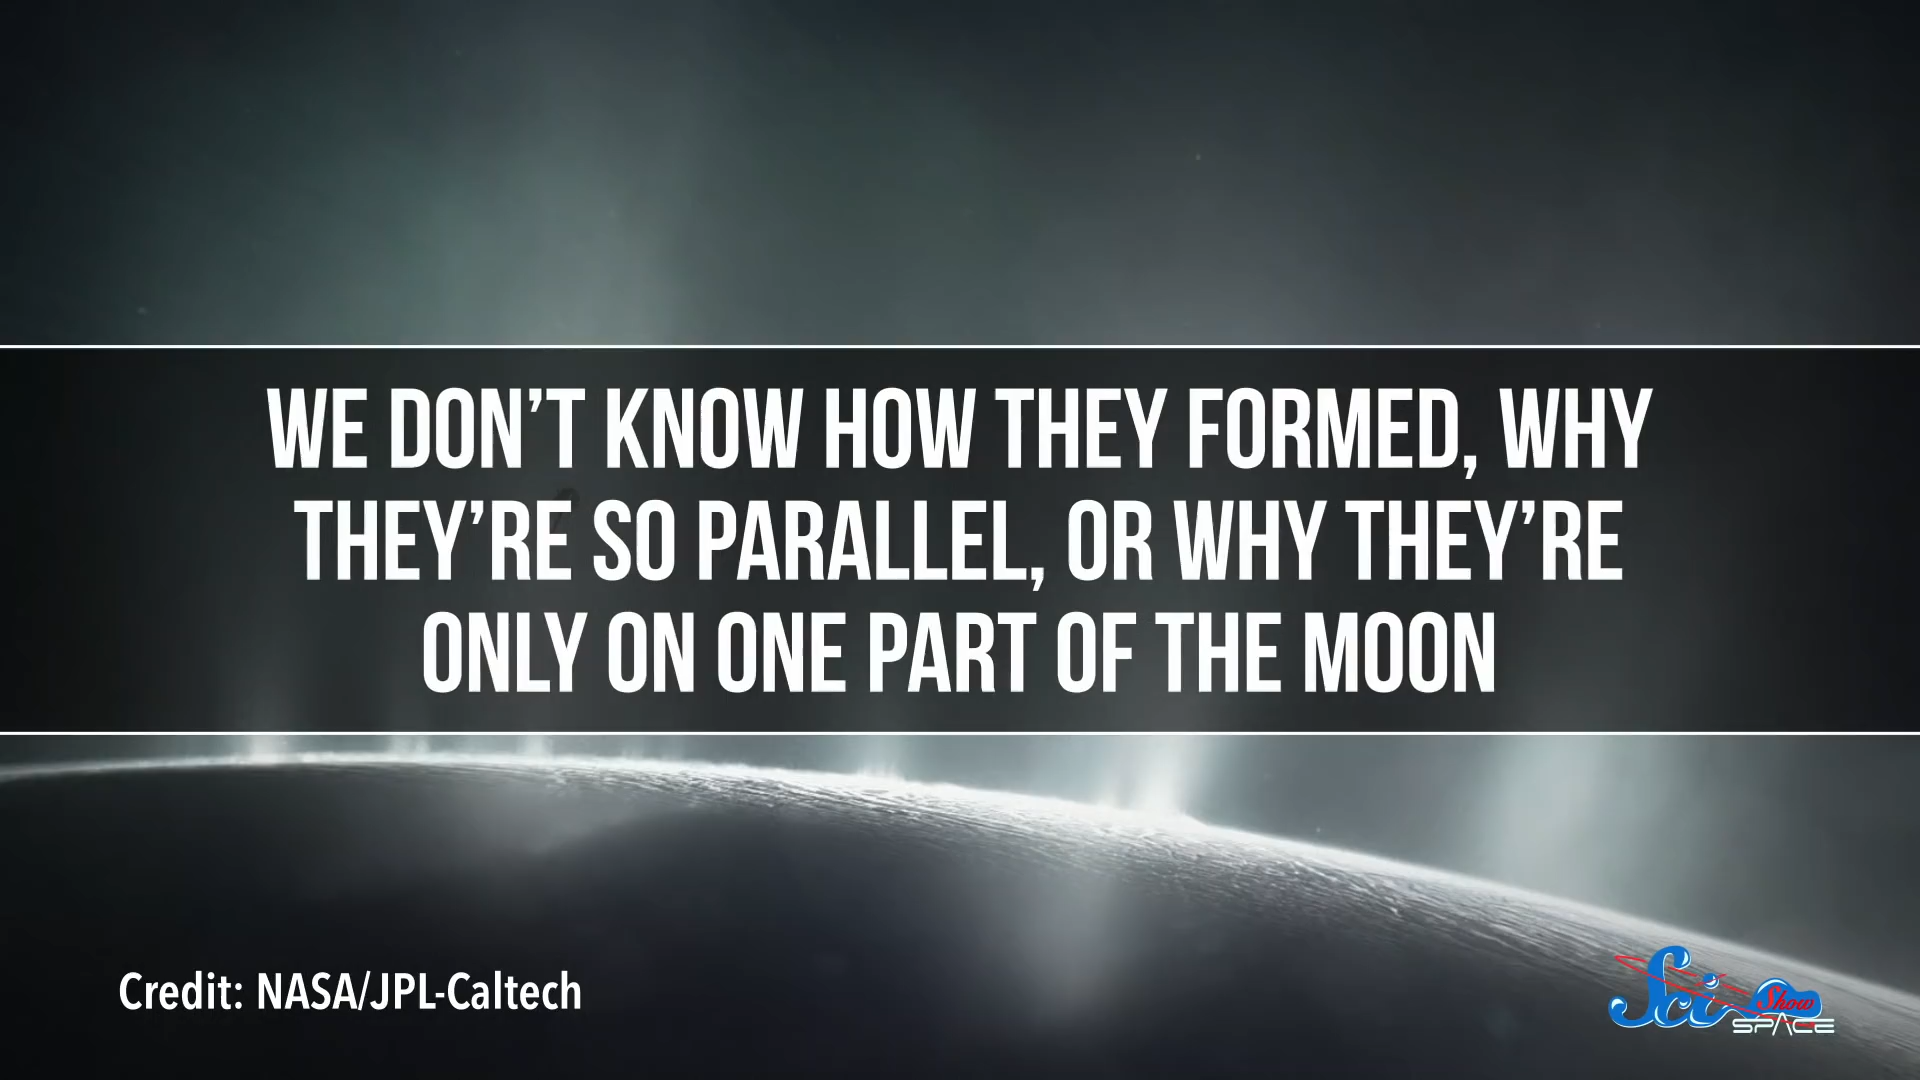 WE DON’T KNOW HOW THEY FORMED, WHY
THEY’RE SO PARALLEL, OR WHY THEY’RE
ONLY ON ONE PART OF THE MOON
Credit: NASA/JPL-Caltech
Sci Show
SPACE